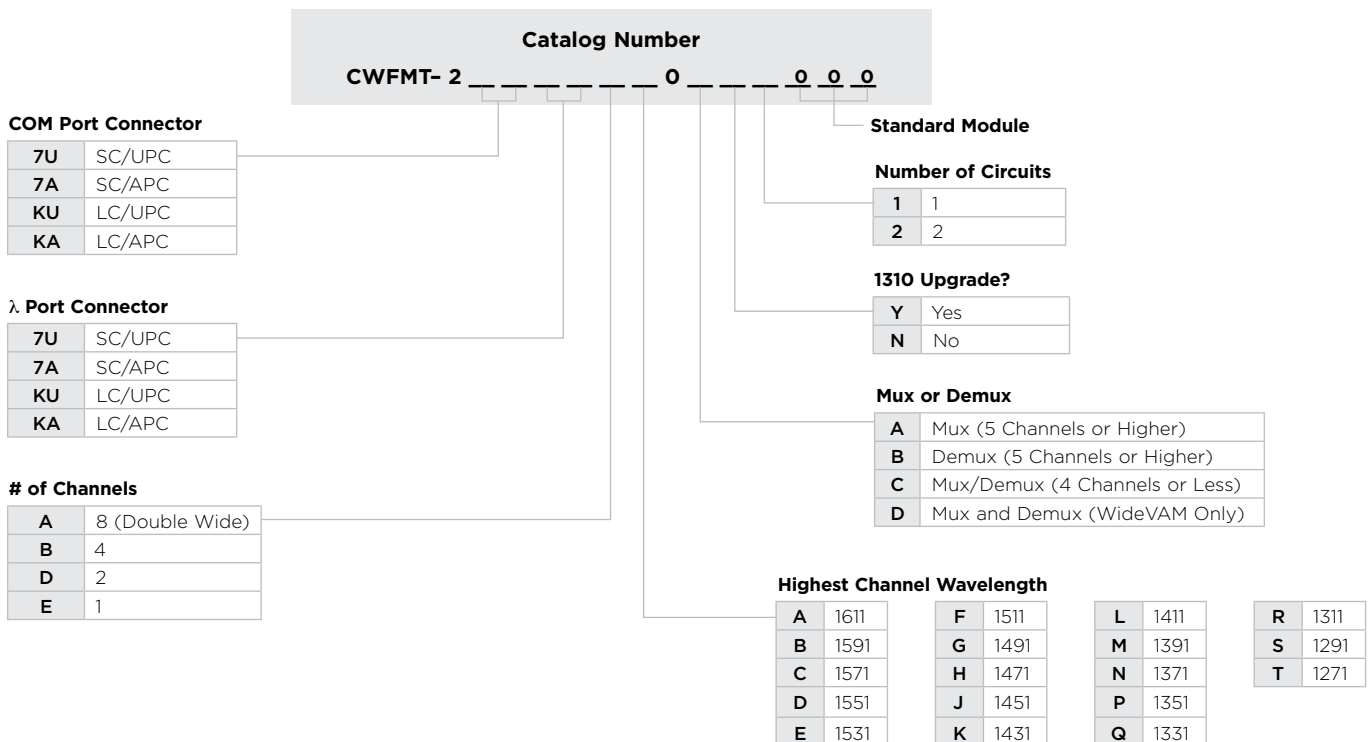 Catalog Number
CWFMT– 2 __ __ __ __ __ __ 0 __ __ __ 0 0 0
COM Port Connector
7U SC/UPC
7A SC/APC
KU LC/UPC
KA LC/APC
λ Port Connector
7U SC/UPC
7A SC/APC
KU LC/UPC
KA LC/APC
# of Channels
A 8 (Double Wide)
B 4
D 2
E 1
Standard Module
Number of Circuits
1 1
2 2
1310 Upgrade?
Y Yes
N No
Mux or Demux
A Mux (5 Channels or Higher)
B Demux (5 Channels or Higher)
C Mux/Demux (4 Channels or Less)
D Mux and Demux (WideVAM Only)
Highest Channel Wavelength
A 1611 F 1511 L 1411 R 1311
B 1591 G 1491 M 1391 S 1291
C 1571 H 1471 N 1371 T 1271
D 1551 J 1451 P 1351
E 1531 K 1431 Q 1331